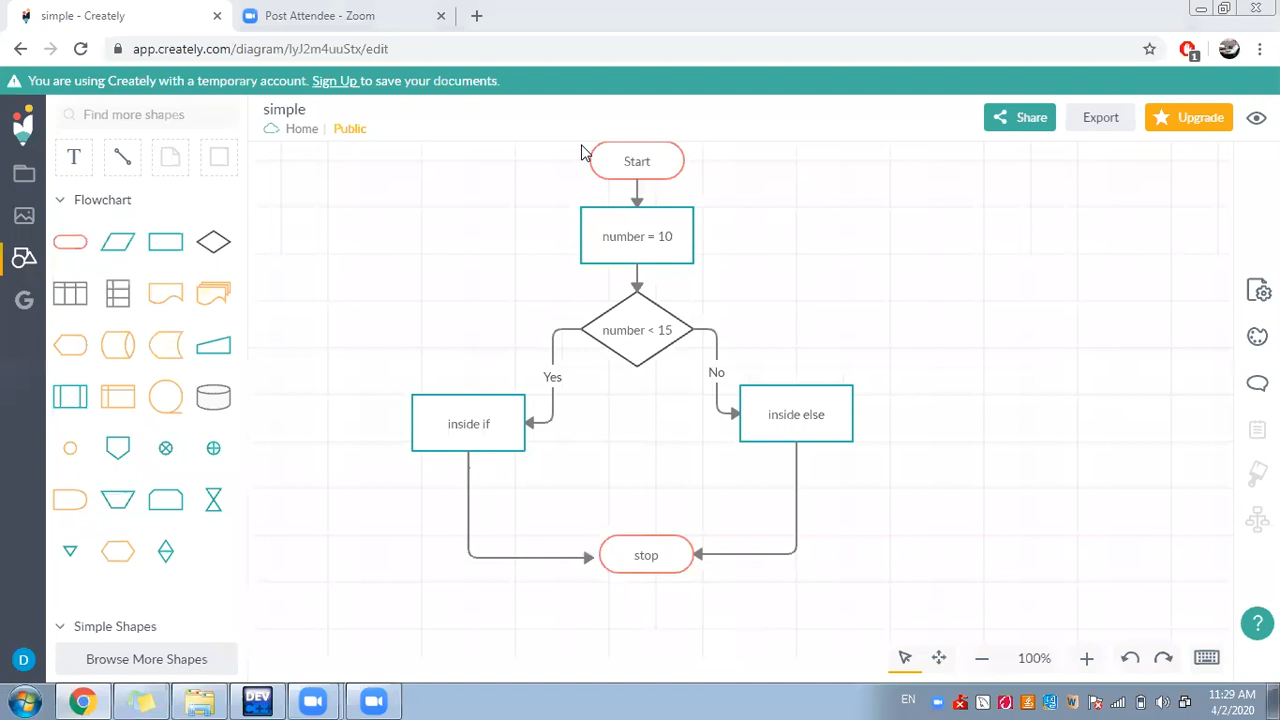 simple - Creately
Post Attendee - Zoom
app.creately.com/diagram/lyJ2m4uuStx/edit
1
You are using Creately with a temporary account. Sign Up to save your documents.
Find more shapes
simple
Home | Public
Share
Export
Upgrade
T
Flowchart
G
Start
number = 10
number < 15
Yes
No
inside if
inside else
stop
Simple Shapes
Browse More Shapes
D
100%
?
DEV
C++
EN
W
11:29 AM
4/2/2020